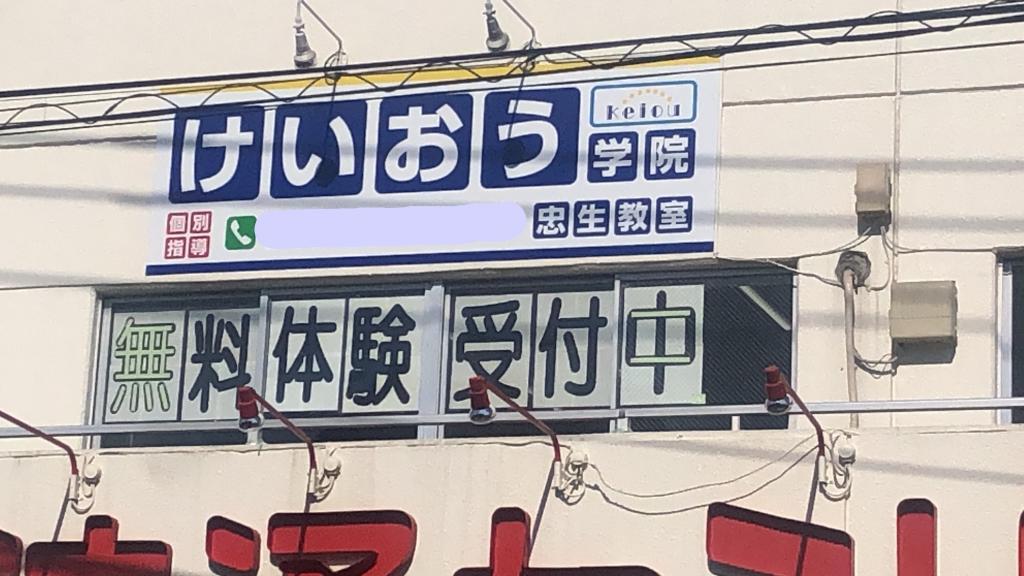 けいおう
keiou
学院
個別
指導
忠生教室
無料体験受付中